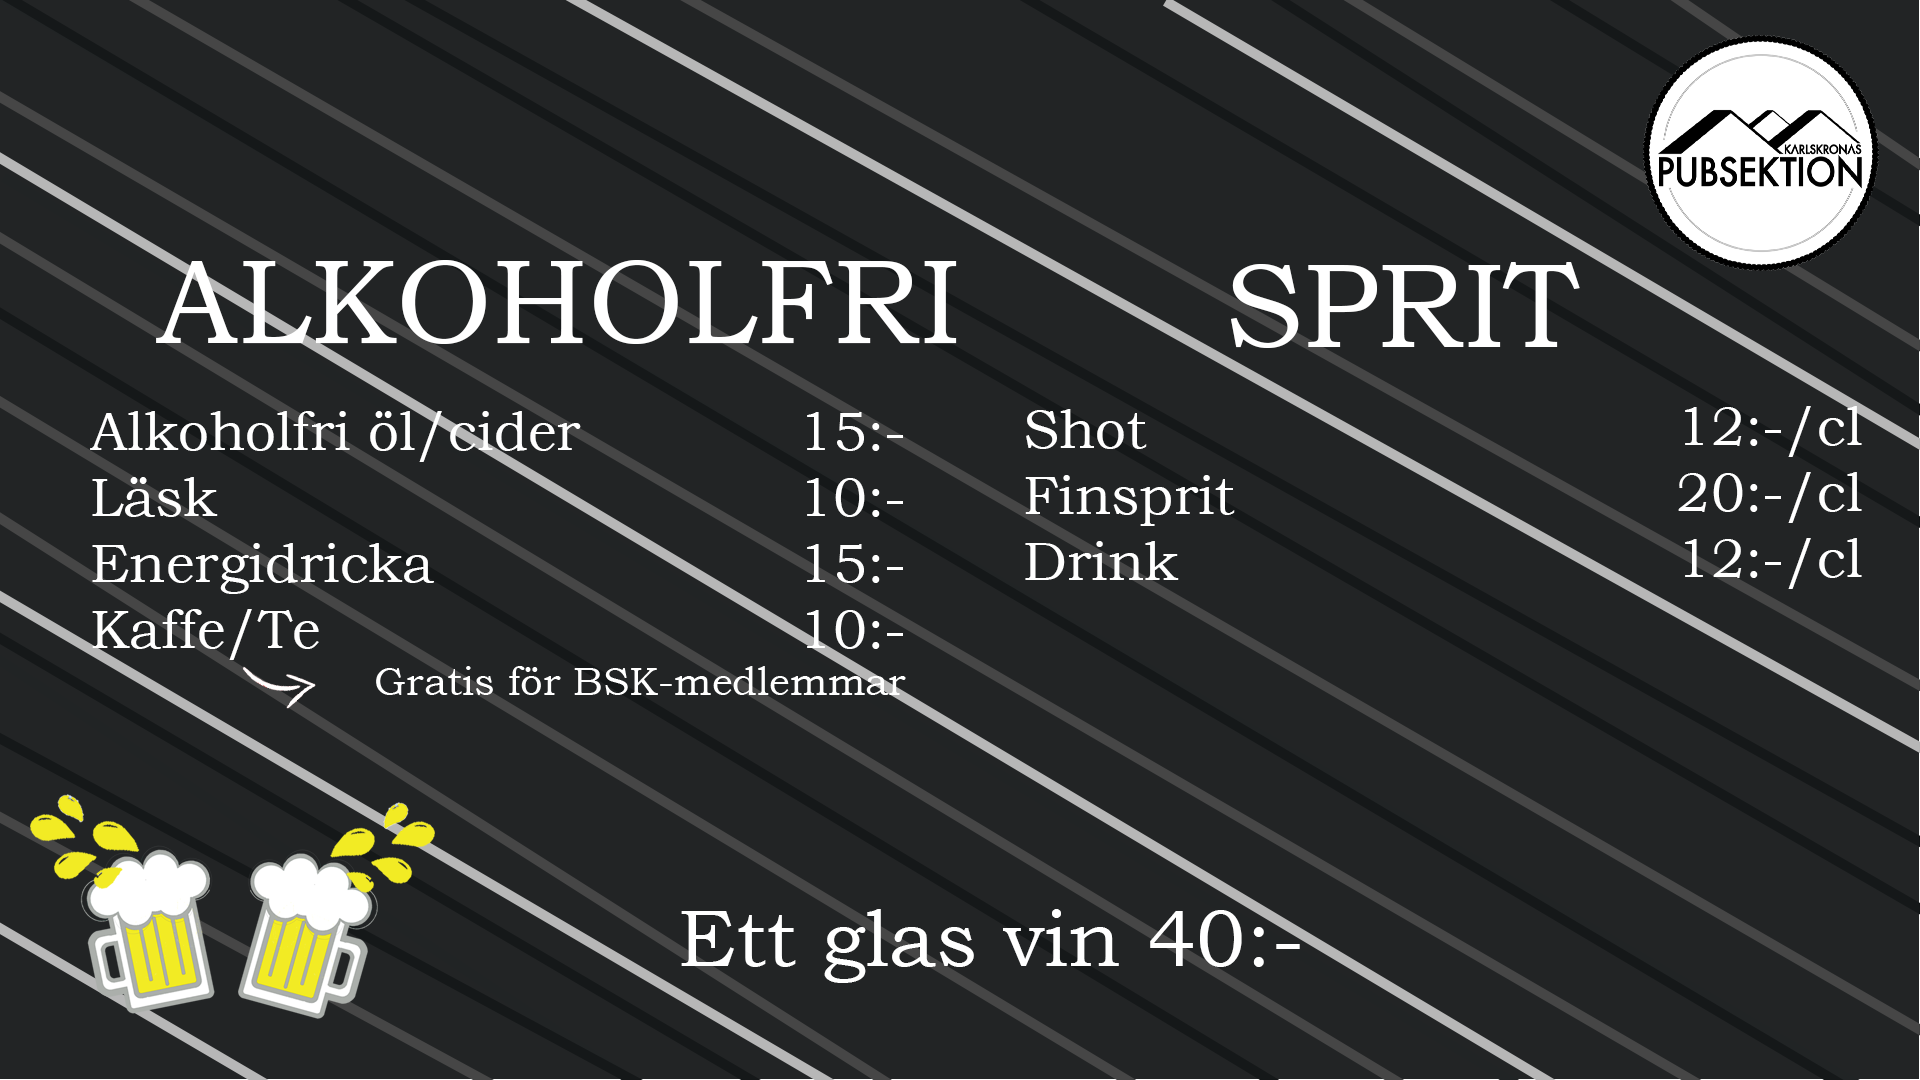 KARLSKRONAS
PUBSEKTION
ALKOHOLFRI
Alkoholfri öl/cider 15:-
Läsk 10:-
Energidricka 15:-
Kaffe/Te 10:-
Gratis för BSK-medlemmar
SPRIT
Shot 12:-/cl
Finsprit 20:-/cl
Drink 12:-/cl
Ett glas vin 40:-